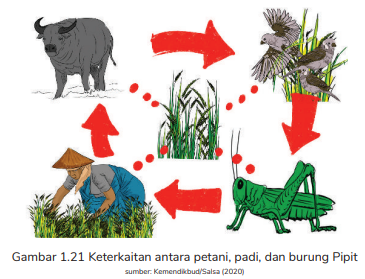 Gambar 1.21 Keterkaitan antara petani, padi, dan burung Pipit
sumber: Kemendikbud/Salsa (2020)